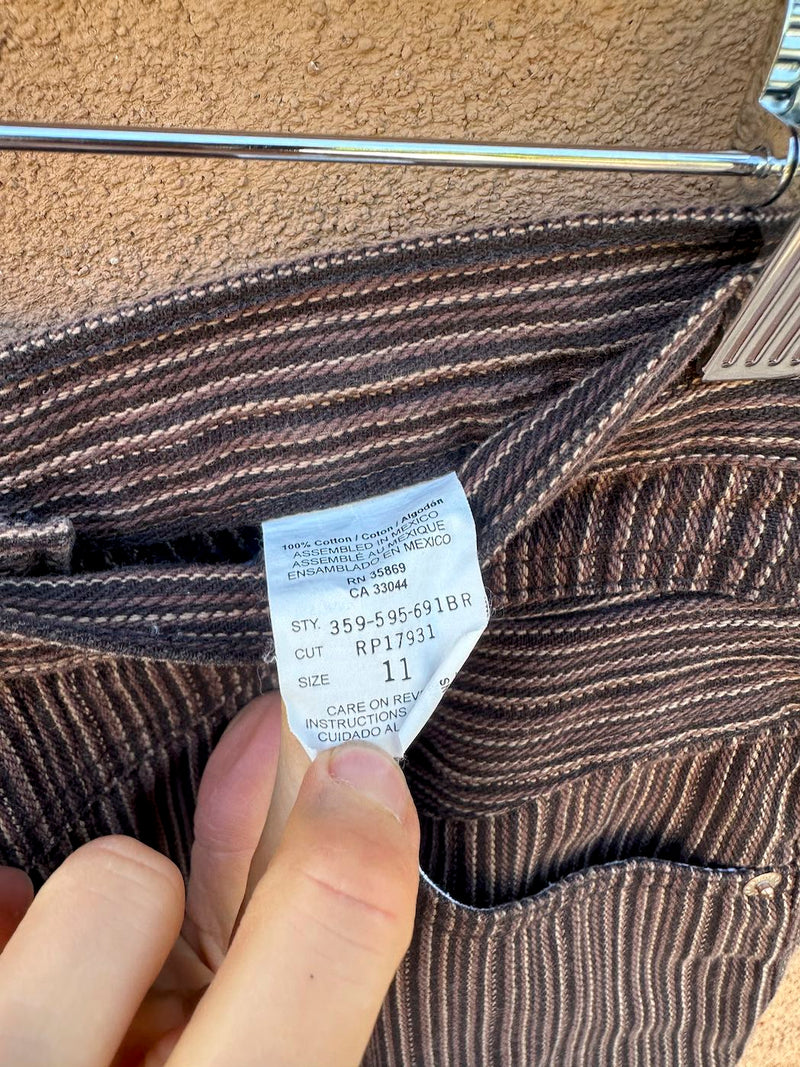 100% Cotton / Coton / Algodón
ASSEMBLED IN MEXICO
ASSEMBLÉ AU MEXIQUE
ENSAMBLADO EN MEXICO
RN 35869
CA 33044
STY. 359-595-691BR
CUT RP17931
SIZE 11
CARE ON REV
INSTRUCTIONS
CUIDADO AL